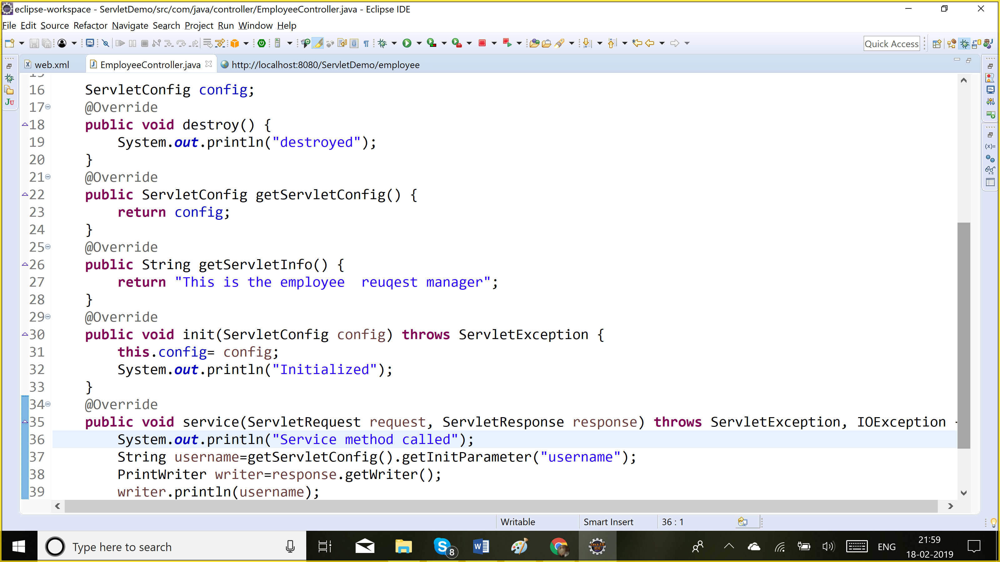 eclipse-workspace - ServletDemo/src/com/java/controller/EmployeeController.java - Eclipse IDE
File Edit Source Refactor Navigate Search Project Run Window Help
Quick Access
web.xml EmployeeController.java http://localhost:8080/ServletDemo/employee
16 ServletConfig config;
17 @Override
18 public void destroy() {
19 System.out.println("destroyed");
20 }
21 @Override
22 public ServletConfig getServletConfig() {
23 return config;
24 }
25 @Override
26 public String getServletInfo() {
27 return "This is the employee  reuqest manager";
28 }
29 @Override
30 public void init(ServletConfig config) throws ServletException {
31 this.config= config;
32 System.out.println("Initialized");
33 }
34 @Override
35 public void service(ServletRequest request, ServletResponse response) throws ServletException, IOException
36 System.out.println("Service method called");
37 String username=getServletConfig().getInitParameter("username");
38 PrintWriter writer=response.getWriter();
39 writer.println(username);
Writable Smart Insert 36 : 1
Type here to search
8
Java EE
IDE
ENG
21:59
18-02-2019